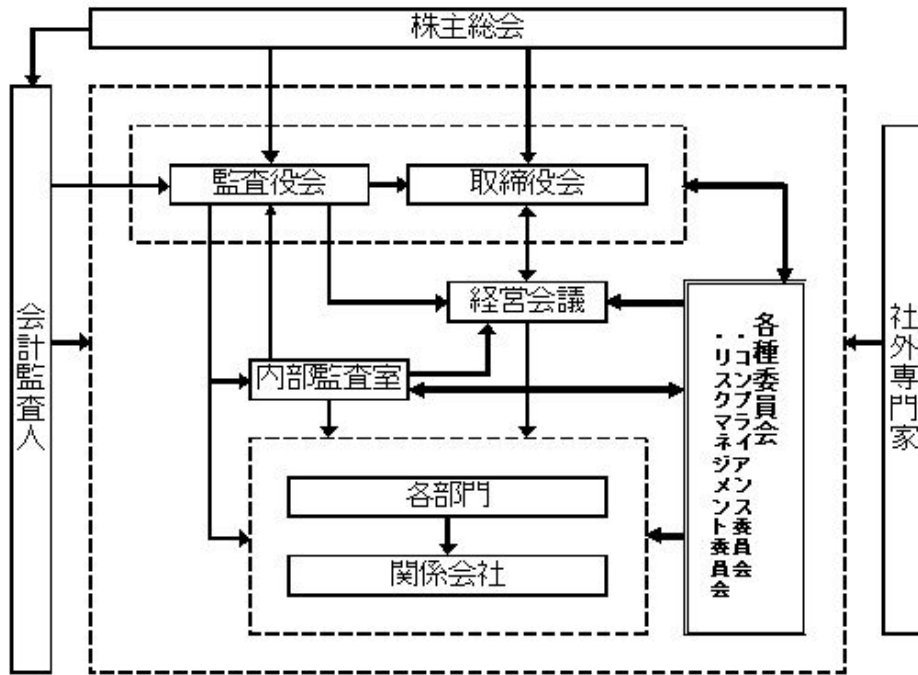 株主総会
監査役会
取締役会
経営会議
内部監査室
各部門
関係会社
会計監査人
各種委員会
・コンプライアンス委員会
・リスクマネジメント委員会
社外専門家